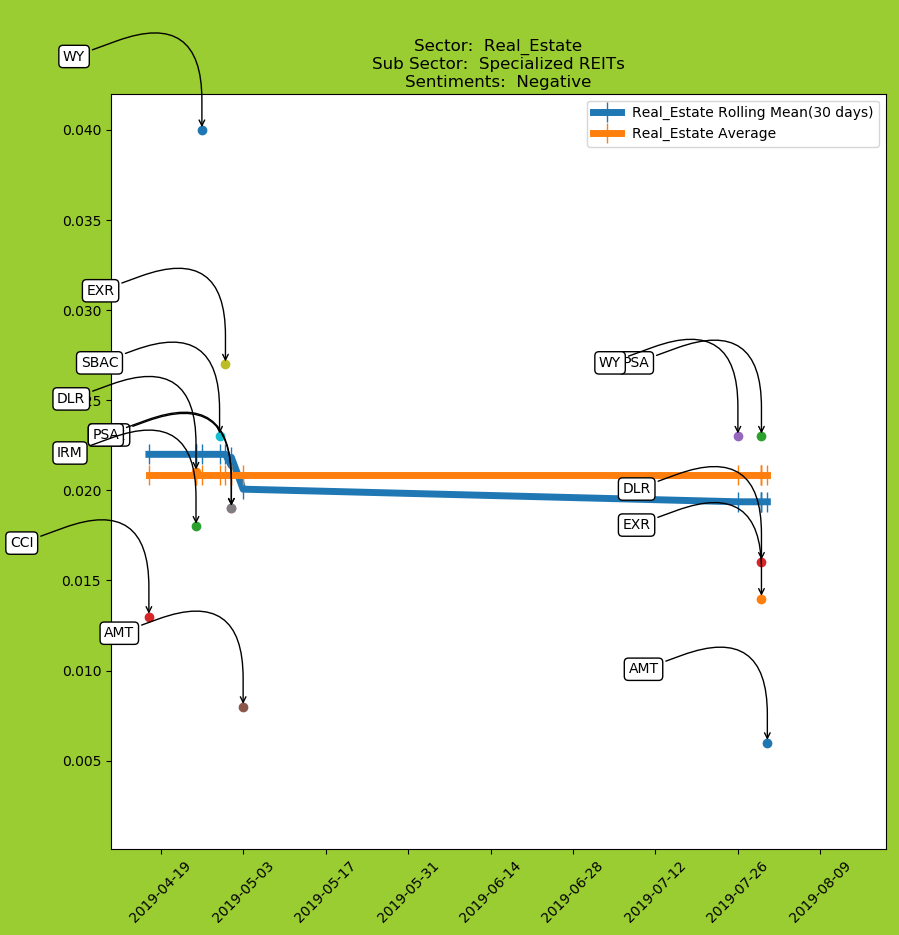 WY
Sector:  Real_Estate
Sub Sector:  Specialized REITs
Sentiments:  Negative
Real_Estate Rolling Mean(30 days)
Real_Estate Average
0.040
0.035
EXR
0.030
SBAC
WY
PSA
DLR
25
PSA
IRM
0.020
DLR
EXR
CCI
0.015
AMT
0.010
AMT
0.005
2019-04-19
2019-05-03
2019-05-17
2019-05-31
2019-06-14
2019-06-28
2019-07-12
2019-07-26
2019-08-09